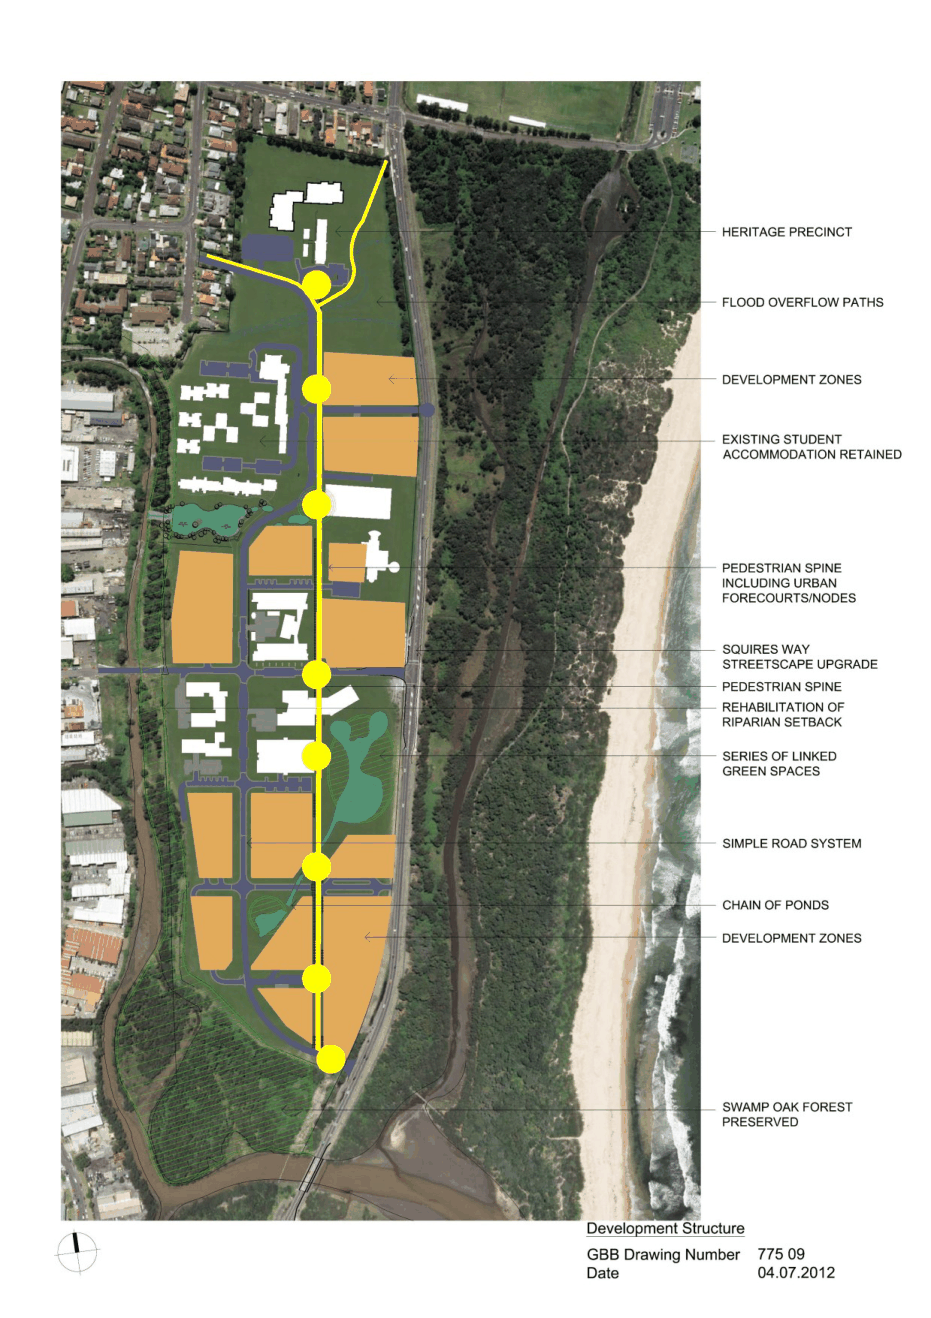 HERITAGE PRECINCT
FLOOD OVERFLOW PATHS
DEVELOPMENT ZONES
EXISTING STUDENT
ACCOMMODATION RETAINED
PEDESTRIAN SPINE
INCLUDING URBAN
FORECOURTS/NODES
SQUIRES WAY
STREETSCAPE UPGRADE
PEDESTRIAN SPINE
REHABILITATION OF
RIPARIAN SETBACK
SERIES OF LINKED
GREEN SPACES
SIMPLE ROAD SYSTEM
CHAIN OF PONDS
DEVELOPMENT ZONES
SWAMP OAK FOREST
PRESERVED
Development Structure
GBB Drawing Number 775 09
Date 04.07.2012